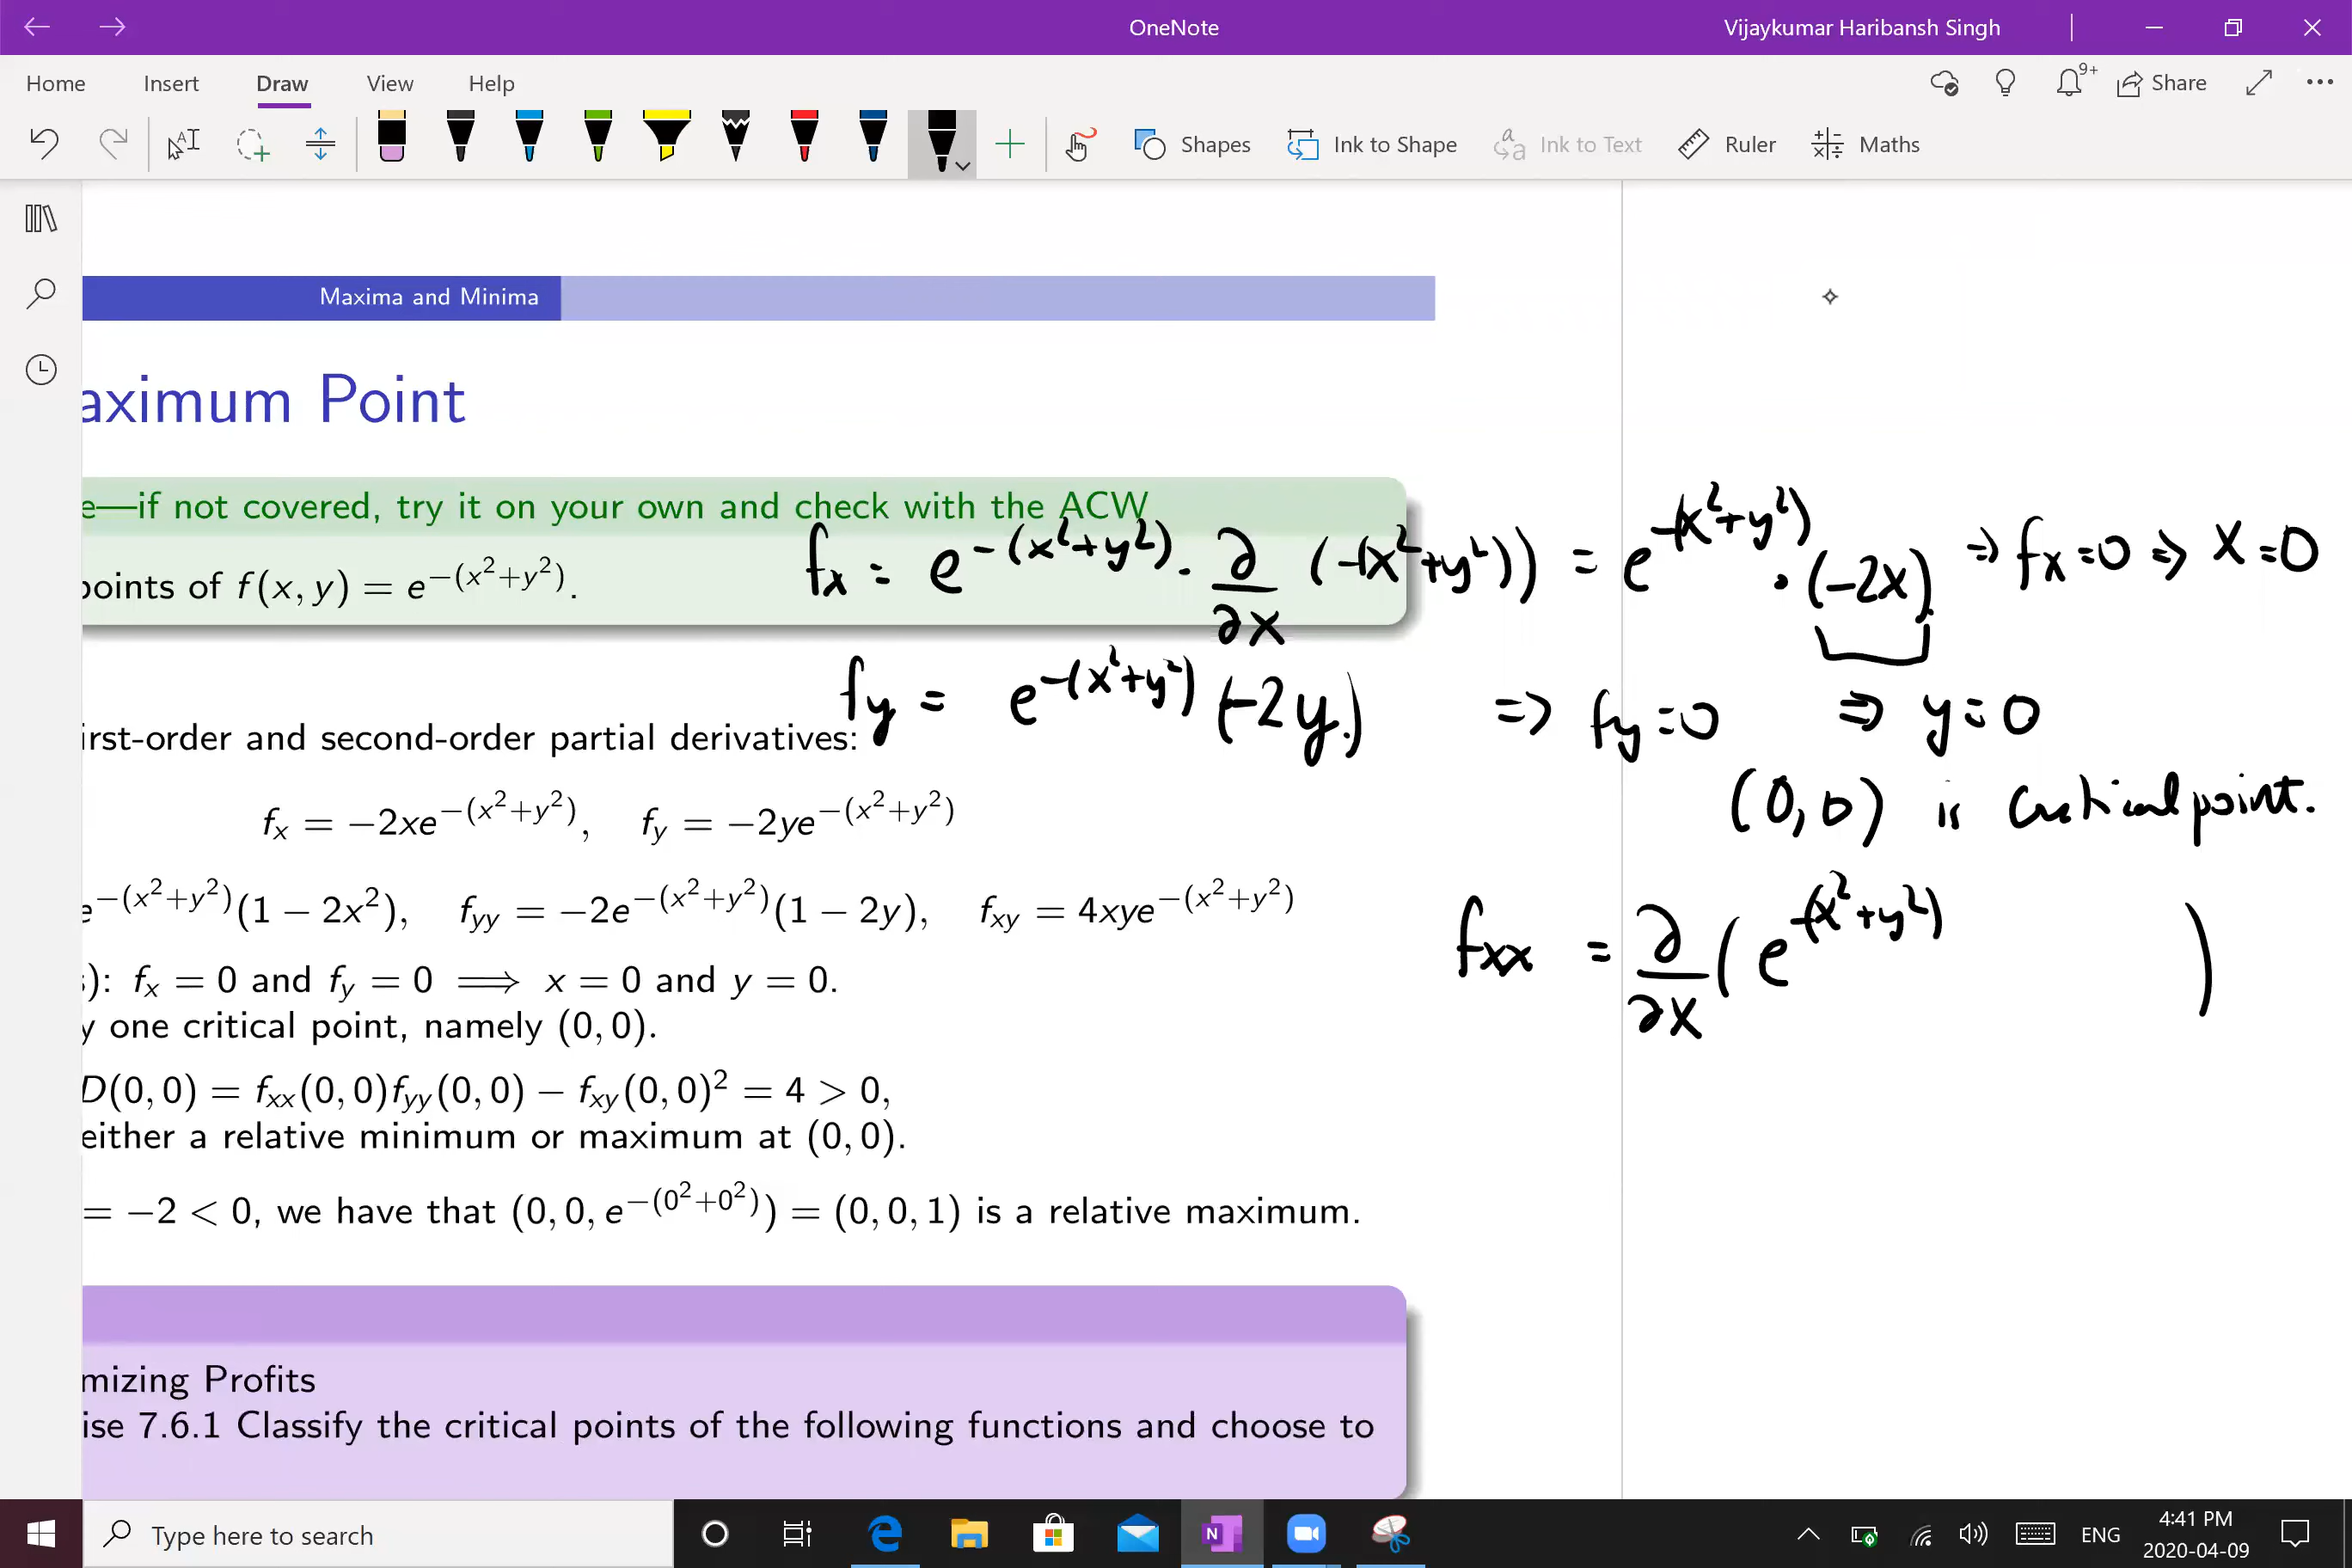 OneNote
Vijaykumar Haribansh Singh
Home Insert Draw View Help
9+ Share
Shapes Ink to Shape Ink to Text Ruler Maths
Maxima and Minima
aximum Point
e—if not covered, try it on your own and check with the ACW
points of f(x, y) = e^{−(x²+y²)}.
fx = e^{-(x²+y²)} · ∂/∂x (-(x²+y²)) = e^{-(x²+y²)} · (-2x) ⇒ fx = 0 ⇒ x = 0
fy = e^{-(x²+y²)} (-2y) ⇒ fy = 0 ⇒ y = 0
irst-order and second-order partial derivatives:
(0,0) is critical point.
fx = −2xe^{−(x²+y²)}, fy = −2ye^{−(x²+y²)}
e^{−(x²+y²)}(1 − 2x²), fyy = −2e^{−(x²+y²)}(1 − 2y), fxy = 4xye^{−(x²+y²)}
fxx = ∂/∂x ( e^{-(x²+y²)} )
): fx = 0 and fy = 0 ⟹ x = 0 and y = 0.
y one critical point, namely (0, 0).
D(0, 0) = fxx(0, 0)fyy(0, 0) − fxy(0, 0)² = 4 > 0,
either a relative minimum or maximum at (0, 0).
= −2 < 0, we have that (0, 0, e^{−(0²+0²)}) = (0, 0, 1) is a relative maximum.
mizing Profits
ise 7.6.1 Classify the critical points of the following functions and choose to
Type here to search
ENG
4:41 PM
2020-04-09